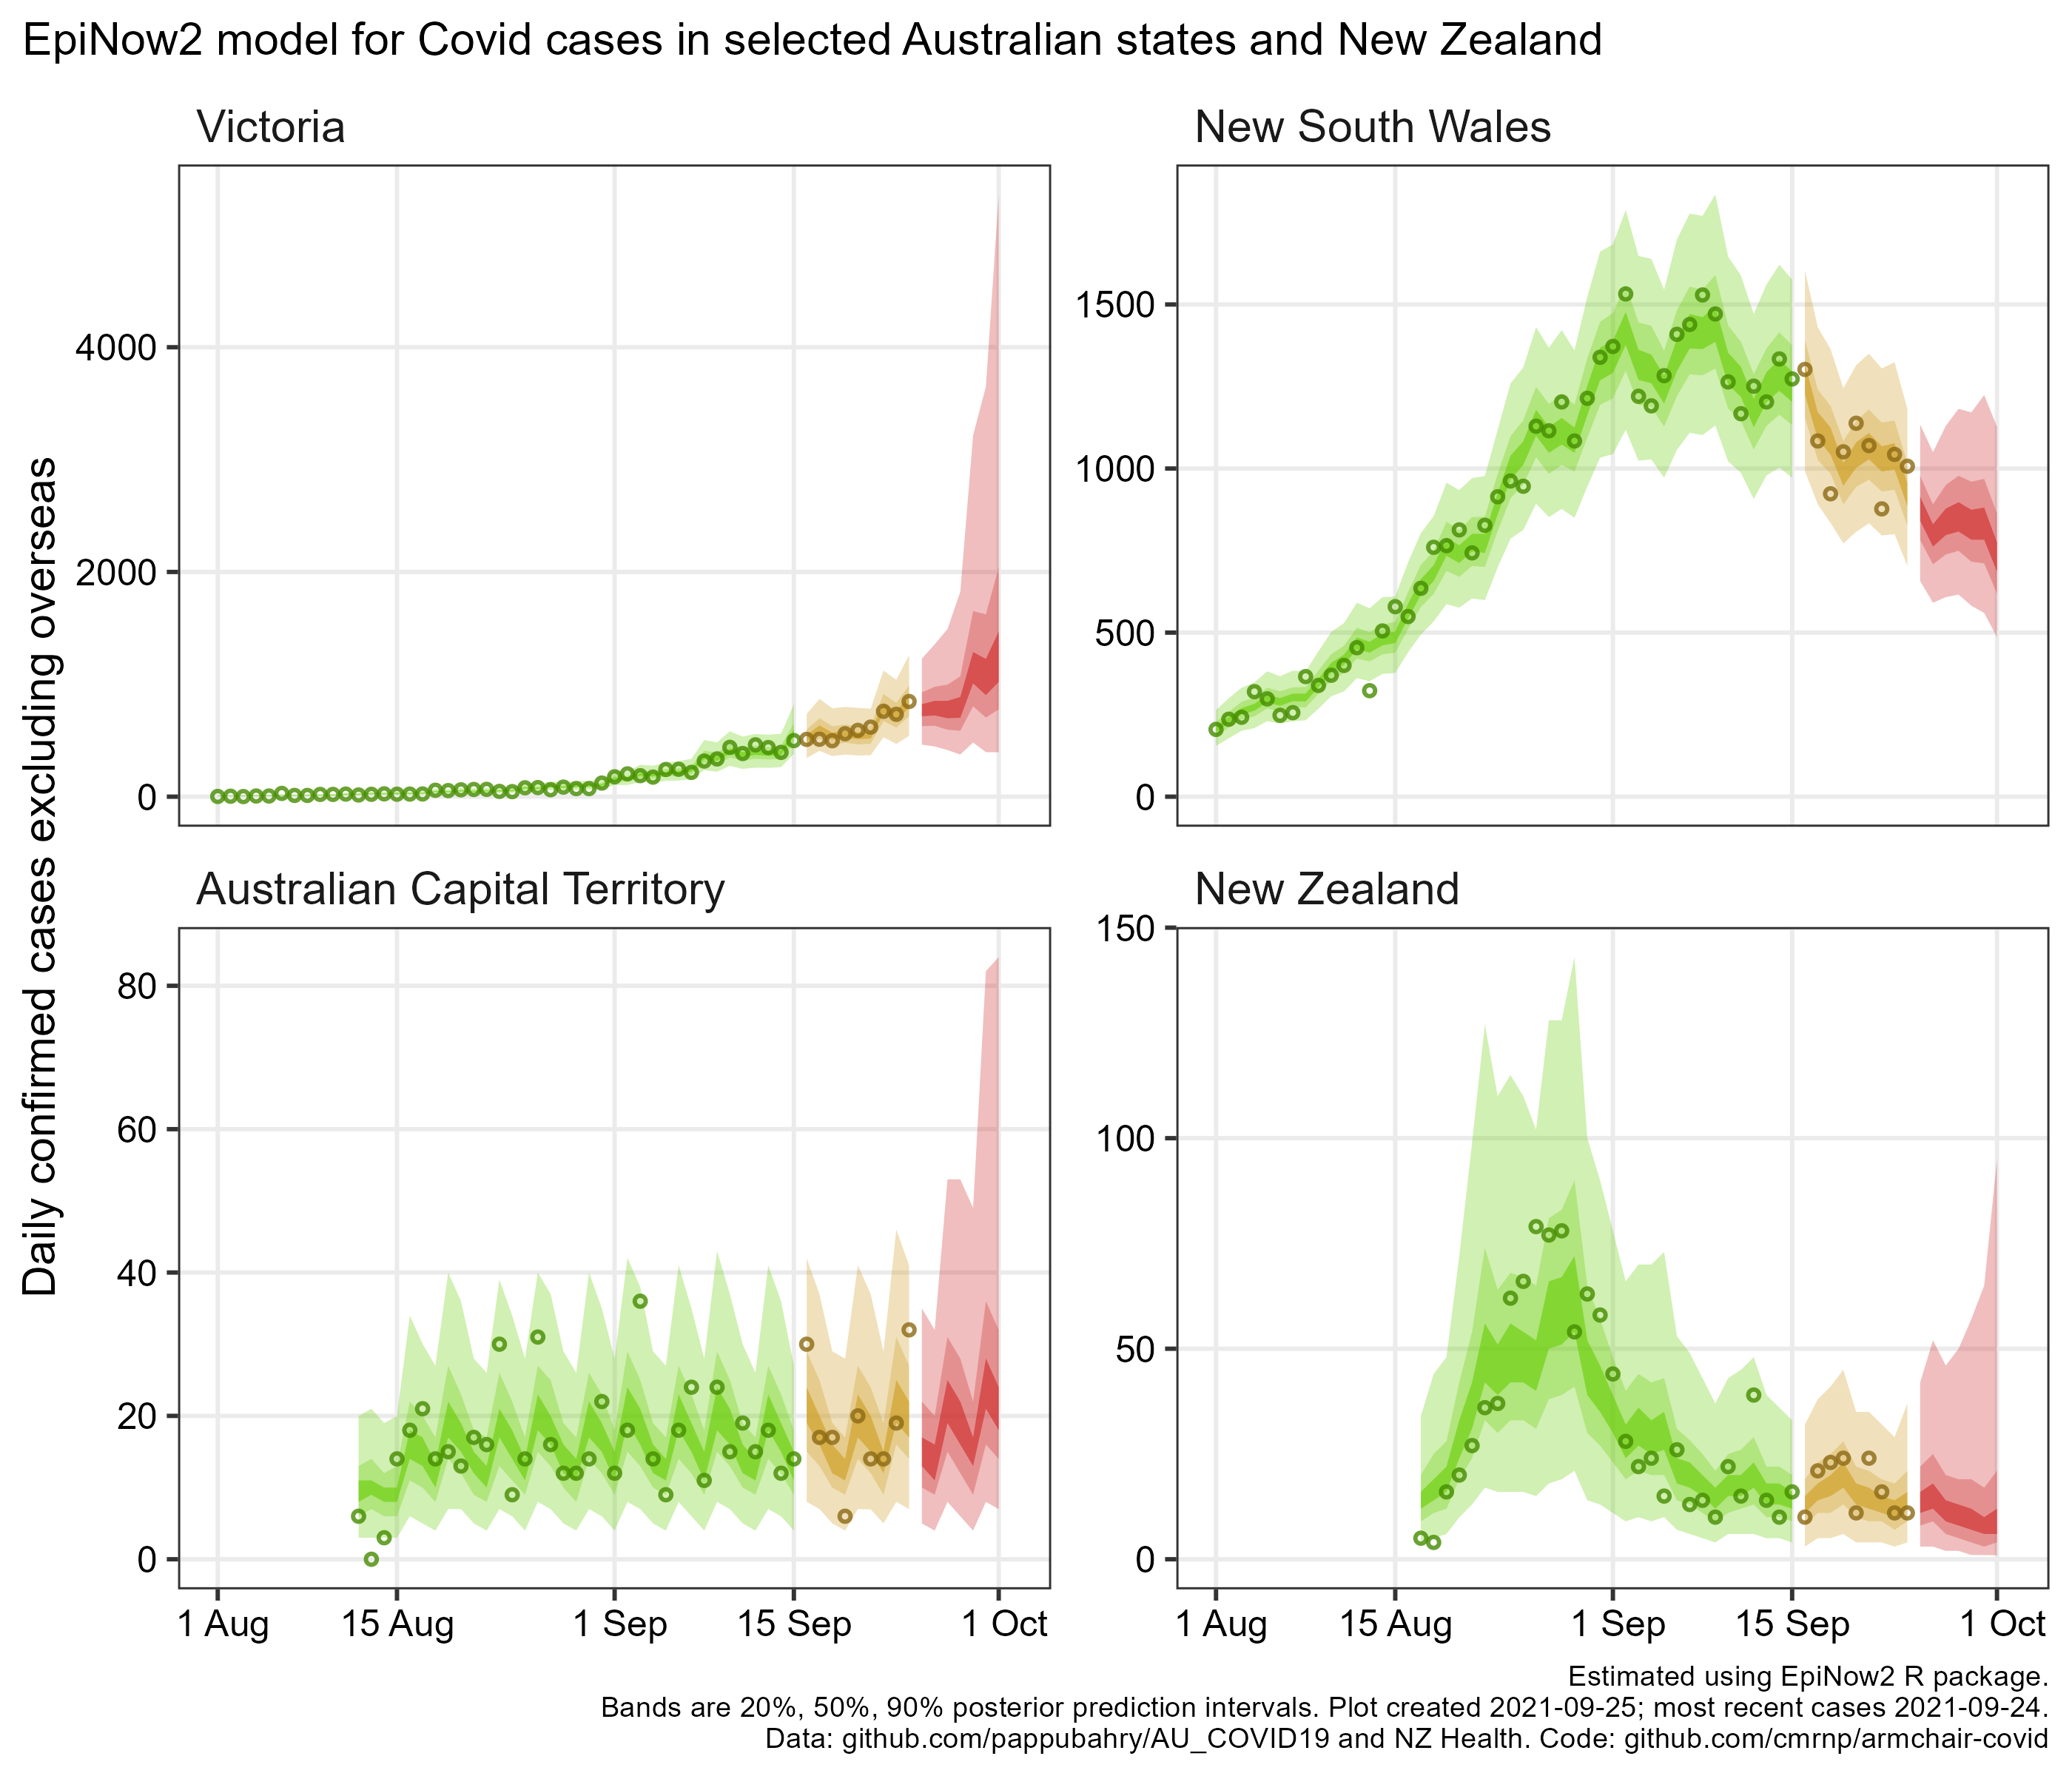 EpiNow2 model for Covid cases in selected Australian states and New Zealand
Daily confirmed cases excluding overseas
Victoria
4000
2000
0
New South Wales
1500
1000
500
0
Australian Capital Territory
80
60
40
20
0
1 Aug 15 Aug 1 Sep 15 Sep 1 Oct
New Zealand
150
100
50
0
1 Aug 15 Aug 1 Sep 15 Sep 1 Oct
Estimated using EpiNow2 R package.
Bands are 20%, 50%, 90% posterior prediction intervals. Plot created 2021-09-25; most recent cases 2021-09-24.
Data: github.com/pappubahry/AU_COVID19 and NZ Health. Code: github.com/cmrnp/armchair-covid